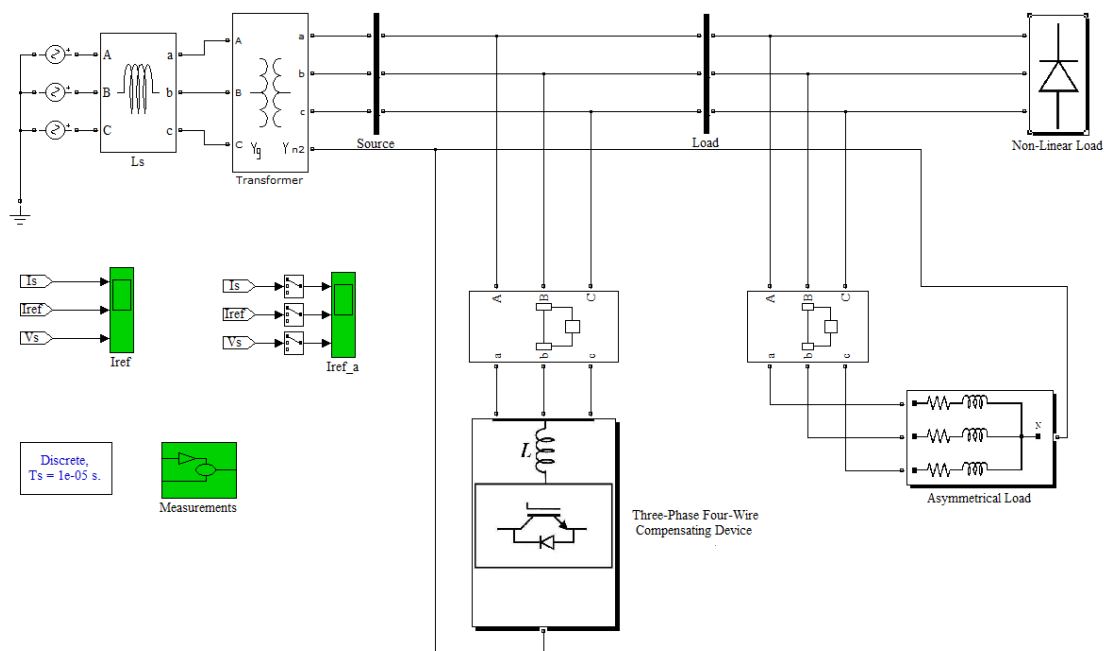 A
B
C
a
b
c
Ls
A
B
C
a
b
c
Yg Yn2
Transformer
Source
Load
Non-Linear Load
Is
Iref
Vs
Iref
Is
Iref
Vs
Iref_a
A B C
a b c
A B C
a b c
L
N
Asymmetrical Load
Discrete,
Ts = 1e-05 s.
Measurements
Three-Phase Four-Wire
Compensating Device